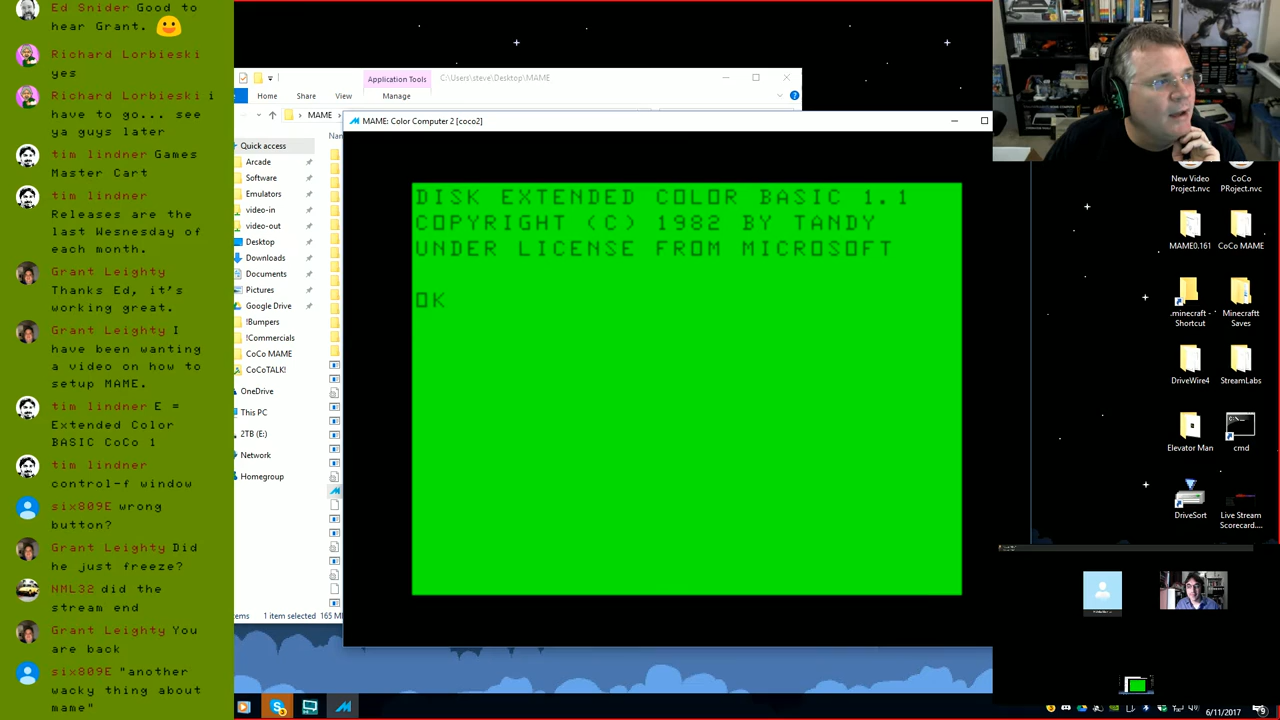 Ed Snider Good to
hear Grant.
Richard Lorbieski
yes
Richard Lorbieski i
have to go... see
ya guys later
tim lindner Games
Master Cart
tim lindner
Releases are the
last Wesnesday of
each month.
Grant Leighty
Thanks Ed, it's
working great.
Grant Leighty I
have been wanting
a video on how to
setup MAME.
tim lindner E =
Extended Color
BASIC CoCo 1
tim lindner
control-f window
six809E wrong
button?
Grant Leighty Did
he just freeze?
NML32 did the
stream end
Grant Leighty You
are back
six809E "another
wacky thing about
mame"
Application Tools
C:\Users\steve\Desktop\MAME
Home Share View Manage
MAME
Quick access
Arcade
Software
Emulators
video-in
video-out
Desktop
Downloads
Documents
Pictures
Google Drive
!Bumpers
!Commercials
CoCo MAME
CoCoTALK!
OneDrive
This PC
2TB (E:)
Network
Homegroup
1 item selected 165 M
MAME: Color Computer 2 [coco2]
DISK EXTENDED COLOR BASIC 1.1
COPYRIGHT (C) 1982 BY TANDY
UNDER LICENSE FROM MICROSOFT
OK
New Video
Project.nvc
CoCo
PRoject.nvc
MAME0.161
CoCo MAME
.minecraft -
Shortcut
Minecraftt
Saves
DriveWire4
StreamLabs
Elevator Man
cmd
DriveSort
Live Stream
Scorecard....
6/11/2017